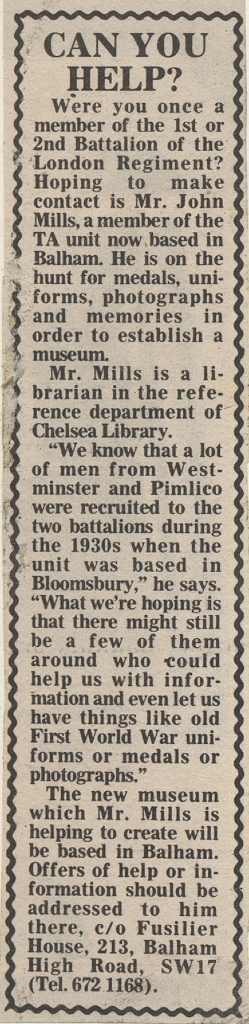 CAN YOU
HELP?
Were you once a
member of the 1st or
2nd Battalion of the
London Regiment?
Hoping to make
contact is Mr. John
Mills, a member of the
TA unit now based in
Balham. He is on the
hunt for medals, uni-
forms, photographs
and memories in
order to establish a
museum.
Mr. Mills is a li-
brarian in the refe-
rence department of
Chelsea Library.
"We know that a lot
of men from West-
minster and Pimlico
were recruited to the
two battalions during
the 1930s when the
unit was based in
Bloomsbury," he says.
"What we're hoping is
that there might still
be a few of them
around who could
help us with infor-
mation and even let us
have things like old
First World War uni-
forms or medals or
photographs."
The new museum
which Mr. Mills is
helping to create will
be based in Balham.
Offers of help or in-
formation should be
addressed to him
there, c/o Fusilier
House, 213, Balham
High Road, SW17
(Tel. 672 1168).